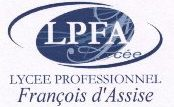 LPFA
Lycée
LYCEE PROFESSIONNEL
François d'Assise